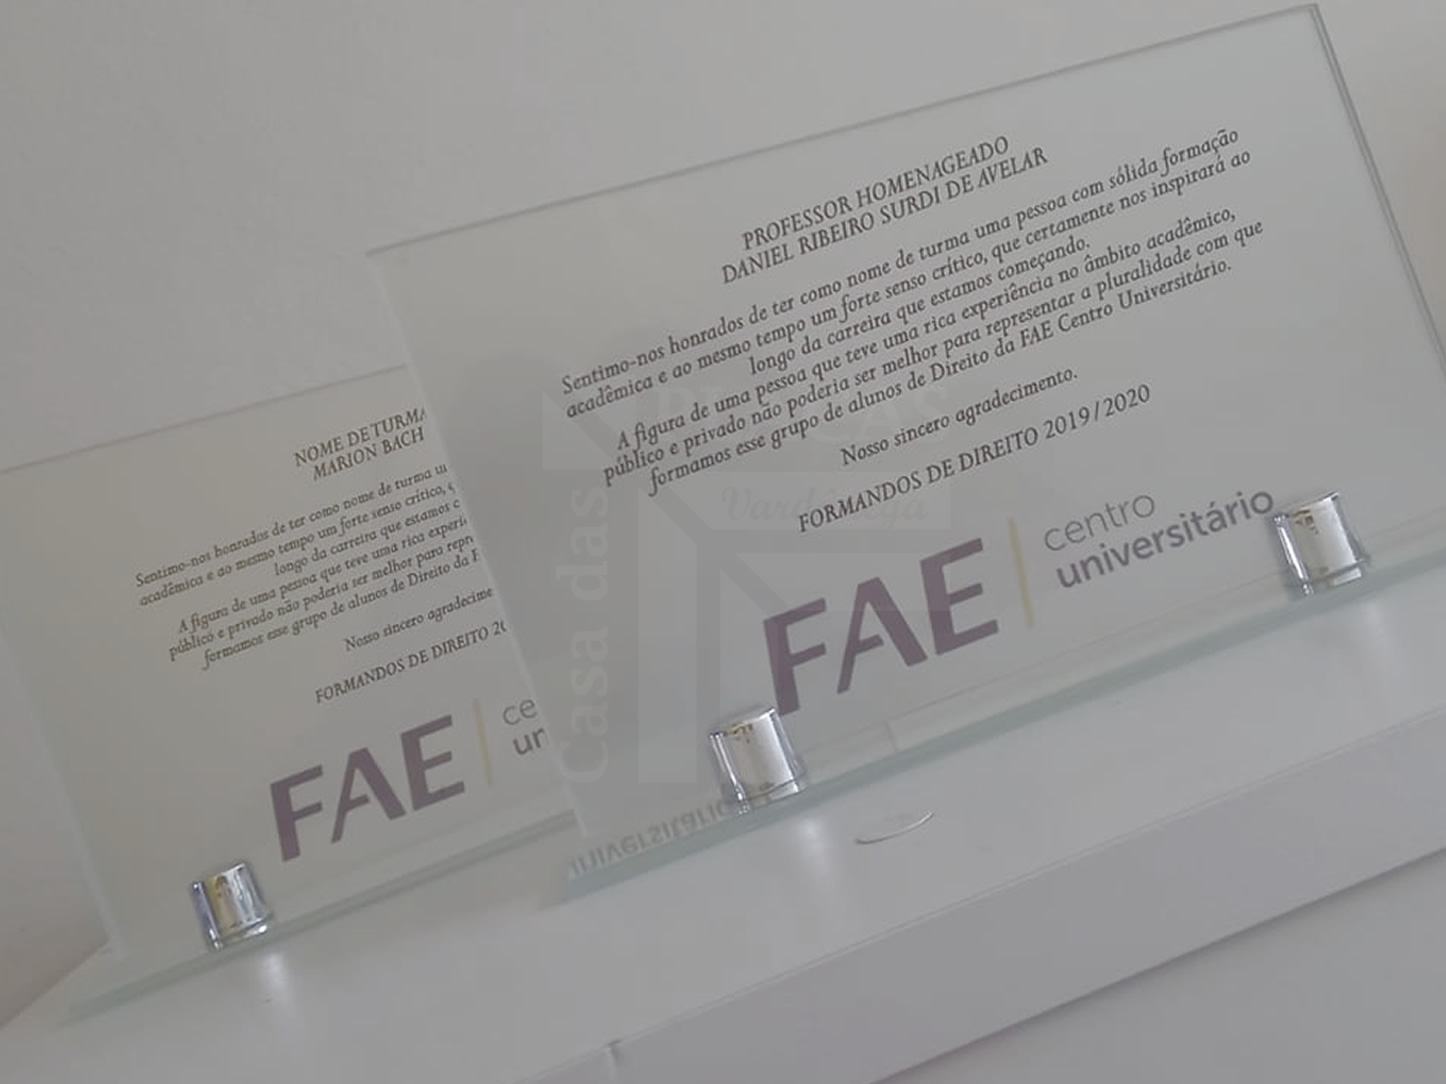 PROFESSOR HOMENAGEADO
DANIEL RIBEIRO SURDI DE AVELAR
Sentimo-nos honrados de ter como nome de turma uma pessoa com sólida formação
acadêmica e ao mesmo tempo um forte senso crítico, que certamente nos inspirará ao
longo da carreira que estamos começando.
A figura de uma pessoa que teve uma rica experiência no âmbito acadêmico,
público e privado não poderia ser melhor para representar a pluralidade com que
formamos esse grupo de alunos de Direito da FAE Centro Universitário.
Nosso sincero agradecimento.
FORMANDOS DE DIREITO 2019/2020
FAE centro
universitário
NOME DE TURMA
MARION BACH
Sentimo-nos honrados de ter como nome de turma
acadêmica e ao mesmo tempo um forte senso crítico,
longo da carreira que estamos
A figura de uma pessoa que teve uma rica
público e privado não poderia ser melhor para
formamos esse grupo de alunos de Direito da
Nosso sincero
FORMANDOS DE DIREITO
FAE
Casa das
PLACAS